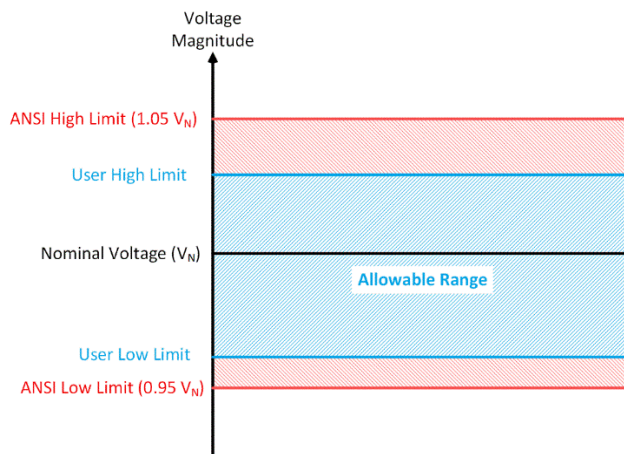 Voltage
Magnitude
ANSI High Limit (1.05 VN)
User High Limit
Nominal Voltage (VN)
Allowable Range
User Low Limit
ANSI Low Limit (0.95 VN)